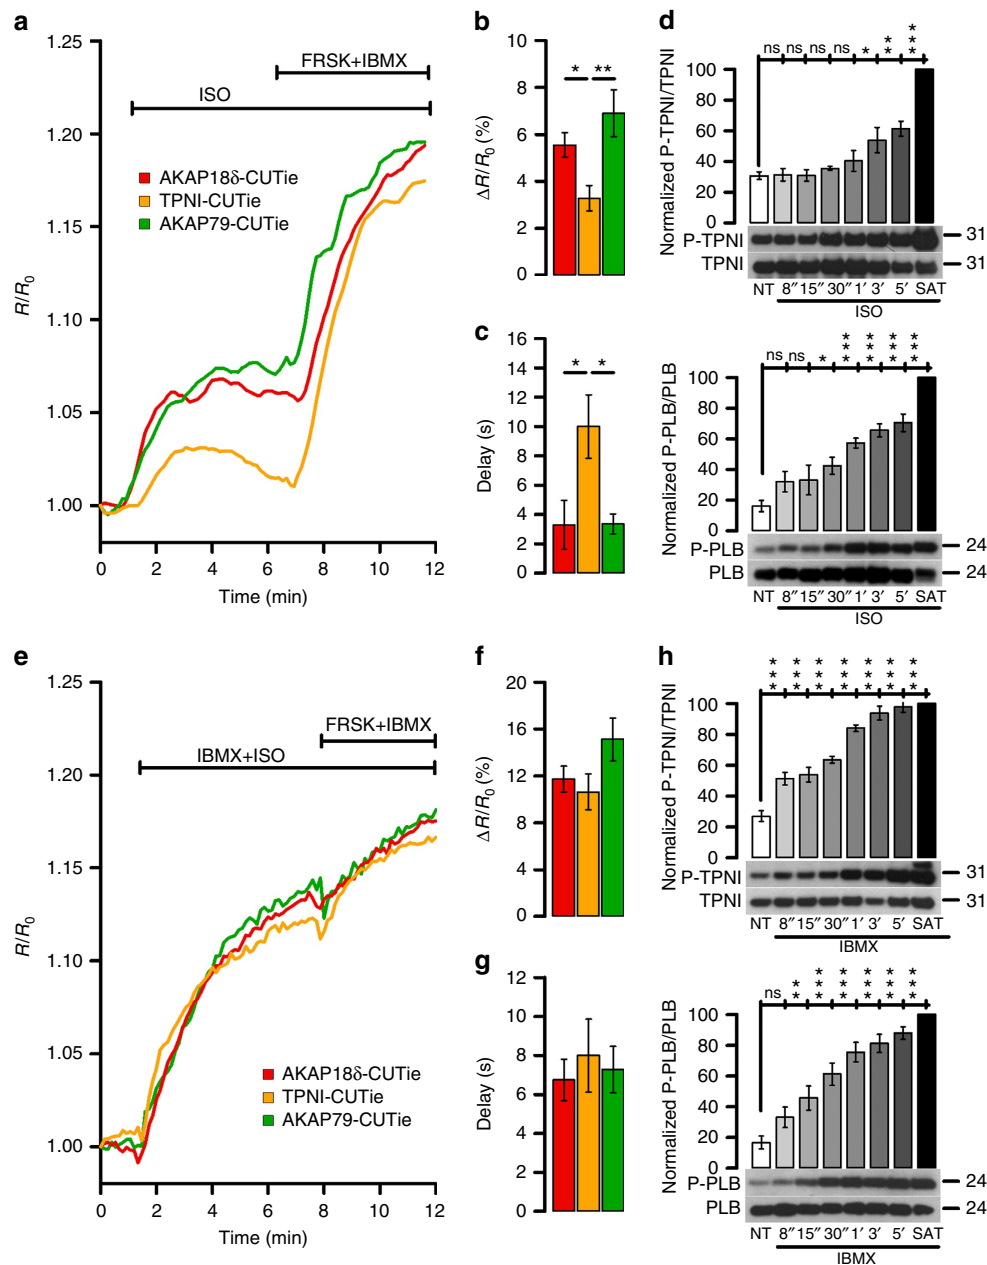 a
1.25
1.20
1.15
1.10
1.05
1.00
R/R0
0 2 4 6 8 10 12
Time (min)
FRSK+IBMX
ISO
AKAP18δ-CUTie
TPNI-CUTie
AKAP79-CUTie
b
10
8
6
4
2
0
ΔR/R0 (%)
* **
c
16
14
12
10
8
6
4
2
0
Delay (s)
* *
d
ns ns ns ns * ** ***
Normalized P-TPNI/TPNI
100
80
60
40
20
0
P-TPNI 31
TPNI 31
NT 8″ 15″ 30″ 1′ 3′ 5′ SAT
ISO
ns ns * *** *** *** ***
Normalized P-PLB/PLB
100
80
60
40
20
0
P-PLB 24
PLB 24
NT 8″ 15″ 30″ 1′ 3′ 5′ SAT
ISO
e
1.25
1.20
1.15
1.10
1.05
1.00
R/R0
0 2 4 6 8 10 12
Time (min)
FRSK+IBMX
IBMX+ISO
AKAP18δ-CUTie
TPNI-CUTie
AKAP79-CUTie
f
20
16
12
8
4
0
ΔR/R0 (%)
g
12
10
8
6
4
2
0
Delay (s)
h
*** *** *** *** *** *** ***
Normalized P-TPNI/TPNI
100
80
60
40
20
0
P-TPNI 31
TPNI 31
NT 8″ 15″ 30″ 1′ 3′ 5′ SAT
IBMX
ns ** *** *** *** *** ***
Normalized P-PLB/PLB
100
80
60
40
20
0
P-PLB 24
PLB 24
NT 8″ 15″ 30″ 1′ 3′ 5′ SAT
IBMX